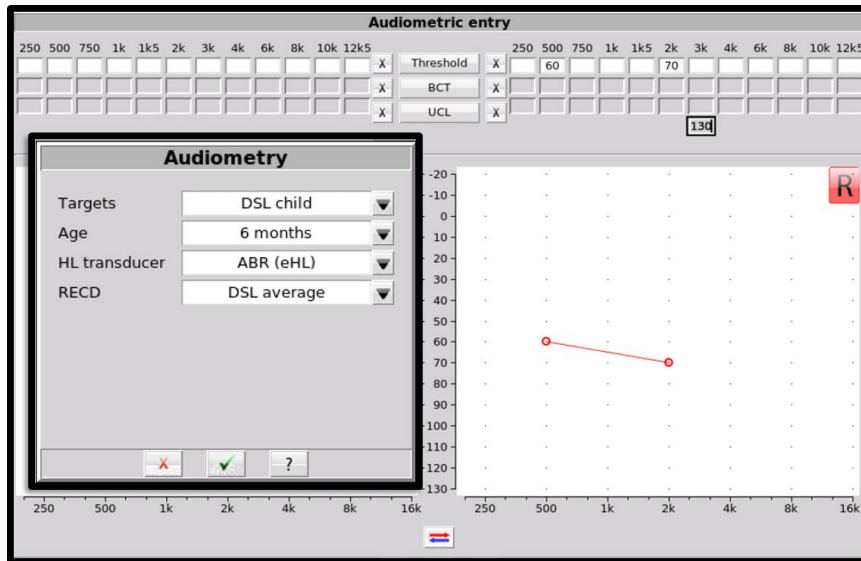 Audiometric entry
250 500 750 1k 1k5 2k 3k 4k 6k 8k 10k 12k5 250 500 750 1k 1k5 2k 3k 4k 6k 8k 10k 12k5
X Threshold X 60 70
X BCT X
X UCL X
130
Audiometry
Targets DSL child
Age 6 months
HL transducer ABR (eHL)
RECD DSL average
X ?
R
-20
-10
0
10
20
30
40
50
60
70
80
90
100
110
120
130
250 500 1k 2k 4k 8k 16k 250 500 1k 2k 4k 8k 16k